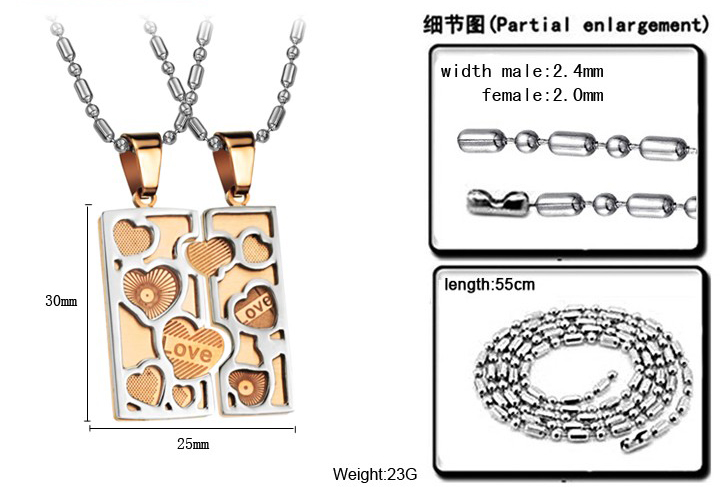 细节图(Partial enlargement)
width male:2.4mm
female:2.0mm
30mm
Love
Love
25mm
length:55cm
Weight:23G